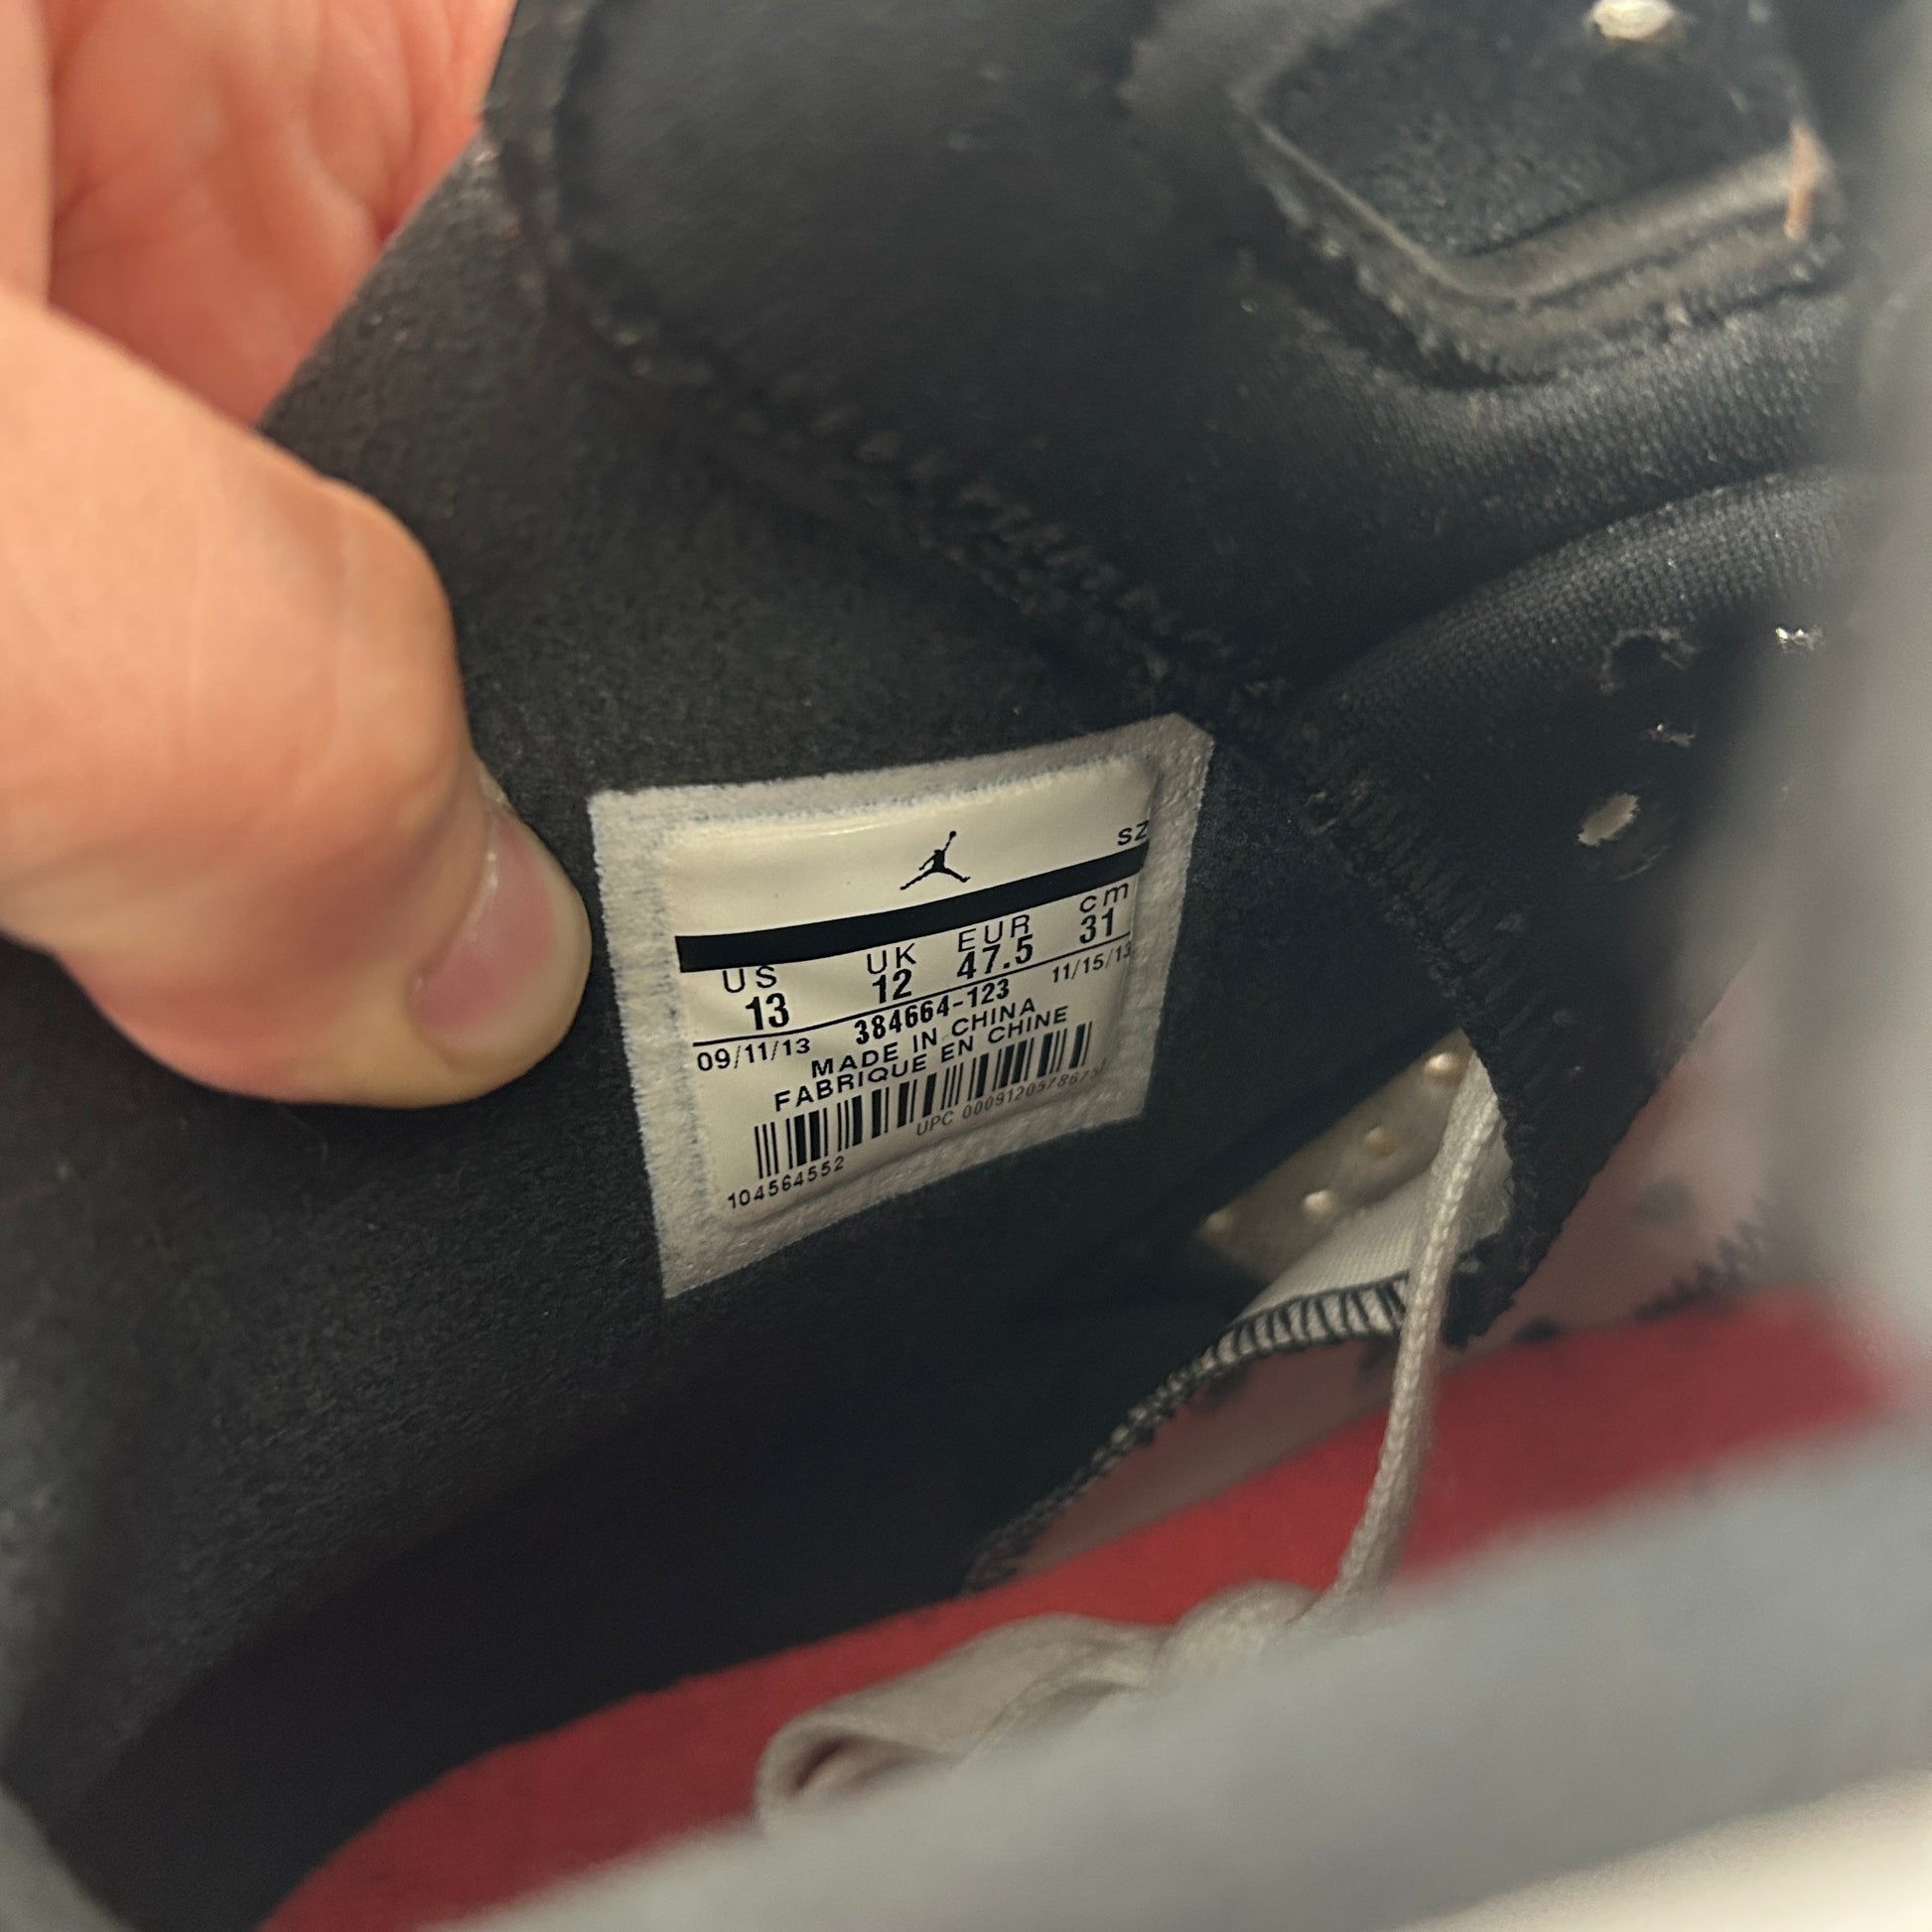 SZ
US UK EUR cm
13 12 47.5 31
09/11/13 384664-123 11/15/13
MADE IN CHINA
FABRIQUE EN CHINE
UPC
104564552